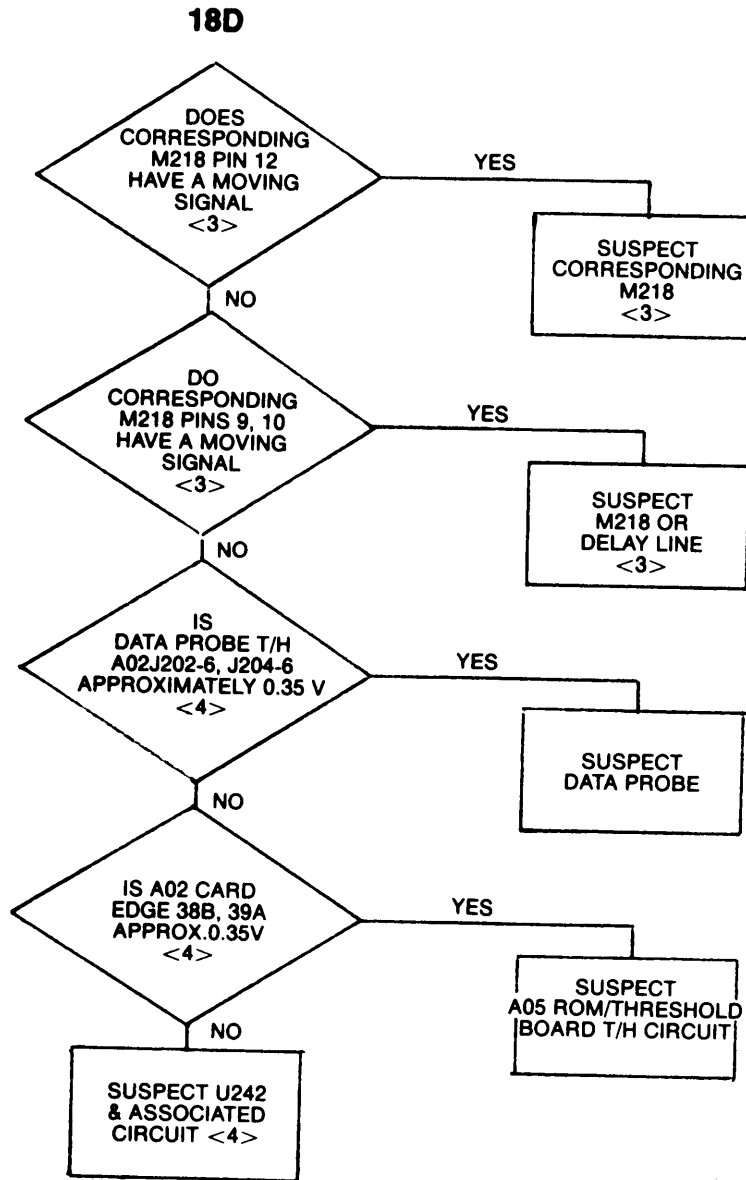 18D
DOES
CORRESPONDING
M218 PIN 12
HAVE A MOVING
SIGNAL
<3>
YES
SUSPECT
CORRESPONDING
M218
<3>
NO
DO
CORRESPONDING
M218 PINS 9, 10
HAVE A MOVING
SIGNAL
<3>
YES
SUSPECT
M218 OR
DELAY LINE
<3>
NO
IS
DATA PROBE T/H
A02J202-6, J204-6
APPROXIMATELY 0.35 V
<4>
YES
SUSPECT
DATA PROBE
NO
IS A02 CARD
EDGE 38B, 39A
APPROX.0.35V
<4>
YES
SUSPECT
A05 ROM/THRESHOLD
BOARD T/H CIRCUIT
NO
SUSPECT U242
& ASSOCIATED
CIRCUIT <4>